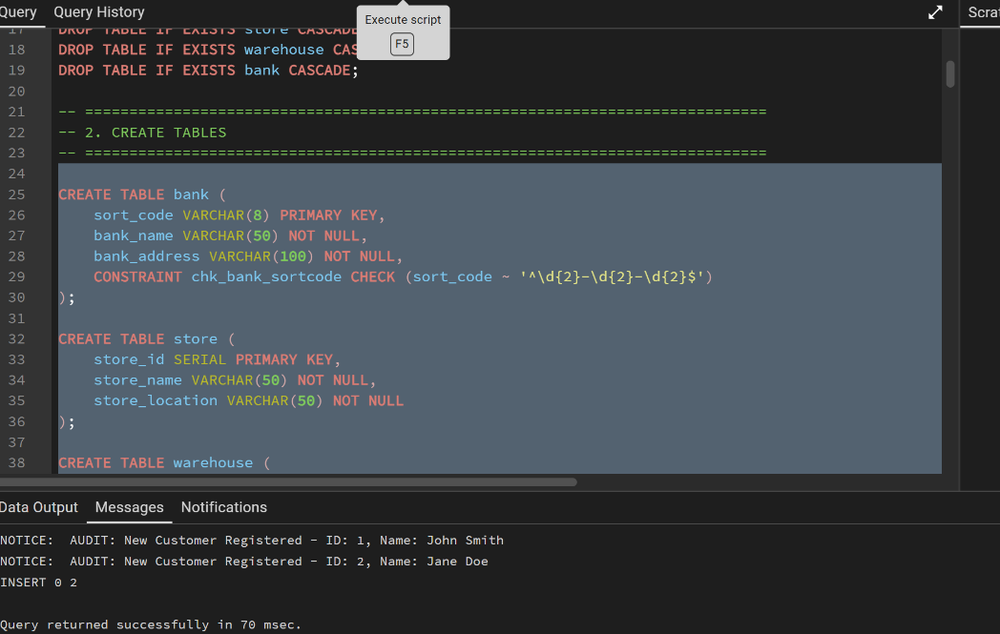 Query Query History
Scra
Execute script
F5
17 DROP TABLE IF EXISTS store CASCADE
18 DROP TABLE IF EXISTS warehouse CAS
19 DROP TABLE IF EXISTS bank CASCADE;
20
21 -- =============================================================================
22 -- 2. CREATE TABLES
23 -- =============================================================================
24
25 CREATE TABLE bank (
26 sort_code VARCHAR(8) PRIMARY KEY,
27 bank_name VARCHAR(50) NOT NULL,
28 bank_address VARCHAR(100) NOT NULL,
29 CONSTRAINT chk_bank_sortcode CHECK (sort_code ~ '^\d{2}-\d{2}-\d{2}$')
30 );
31
32 CREATE TABLE store (
33 store_id SERIAL PRIMARY KEY,
34 store_name VARCHAR(50) NOT NULL,
35 store_location VARCHAR(50) NOT NULL
36 );
37
38 CREATE TABLE warehouse (
Data Output Messages Notifications
NOTICE: AUDIT: New Customer Registered - ID: 1, Name: John Smith
NOTICE: AUDIT: New Customer Registered - ID: 2, Name: Jane Doe
INSERT 0 2
Query returned successfully in 70 msec.